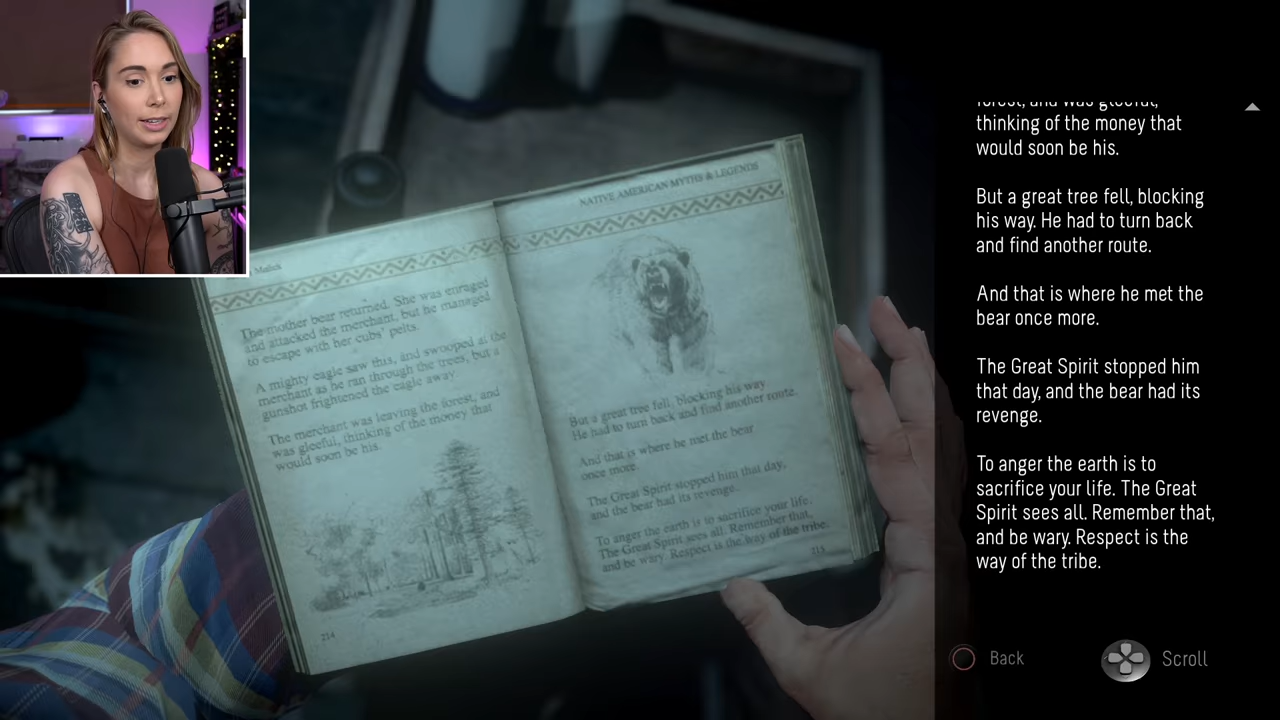 Myths
The mother bear returned. She was enraged
and attacked the merchant, but he managed
to escape with her cubs' pelts.
A mighty eagle saw this, and swooped at the
merchant as he ran through the trees, but a
gunshot frightened the eagle away.
The merchant was leaving the forest, and
was gleeful, thinking of the money that
would soon be his.
214
NATIVE AMERICAN MYTHS & LEGENDS
But a great tree fell, blocking his way.
He had to turn back and find another route.
And that is where he met the bear
once more.
The Great Spirit stopped him that day,
and the bear had its revenge.
To anger the earth is to sacrifice your life.
The Great Spirit sees all. Remember that,
and be wary. Respect is the way of the tribe.
215
forest, and was gleeful,
thinking of the money that
would soon be his.
But a great tree fell, blocking
his way. He had to turn back
and find another route.
And that is where he met the
bear once more.
The Great Spirit stopped him
that day, and the bear had its
revenge.
To anger the earth is to
sacrifice your life. The Great
Spirit sees all. Remember that,
and be wary. Respect is the
way of the tribe.
Back
Scroll